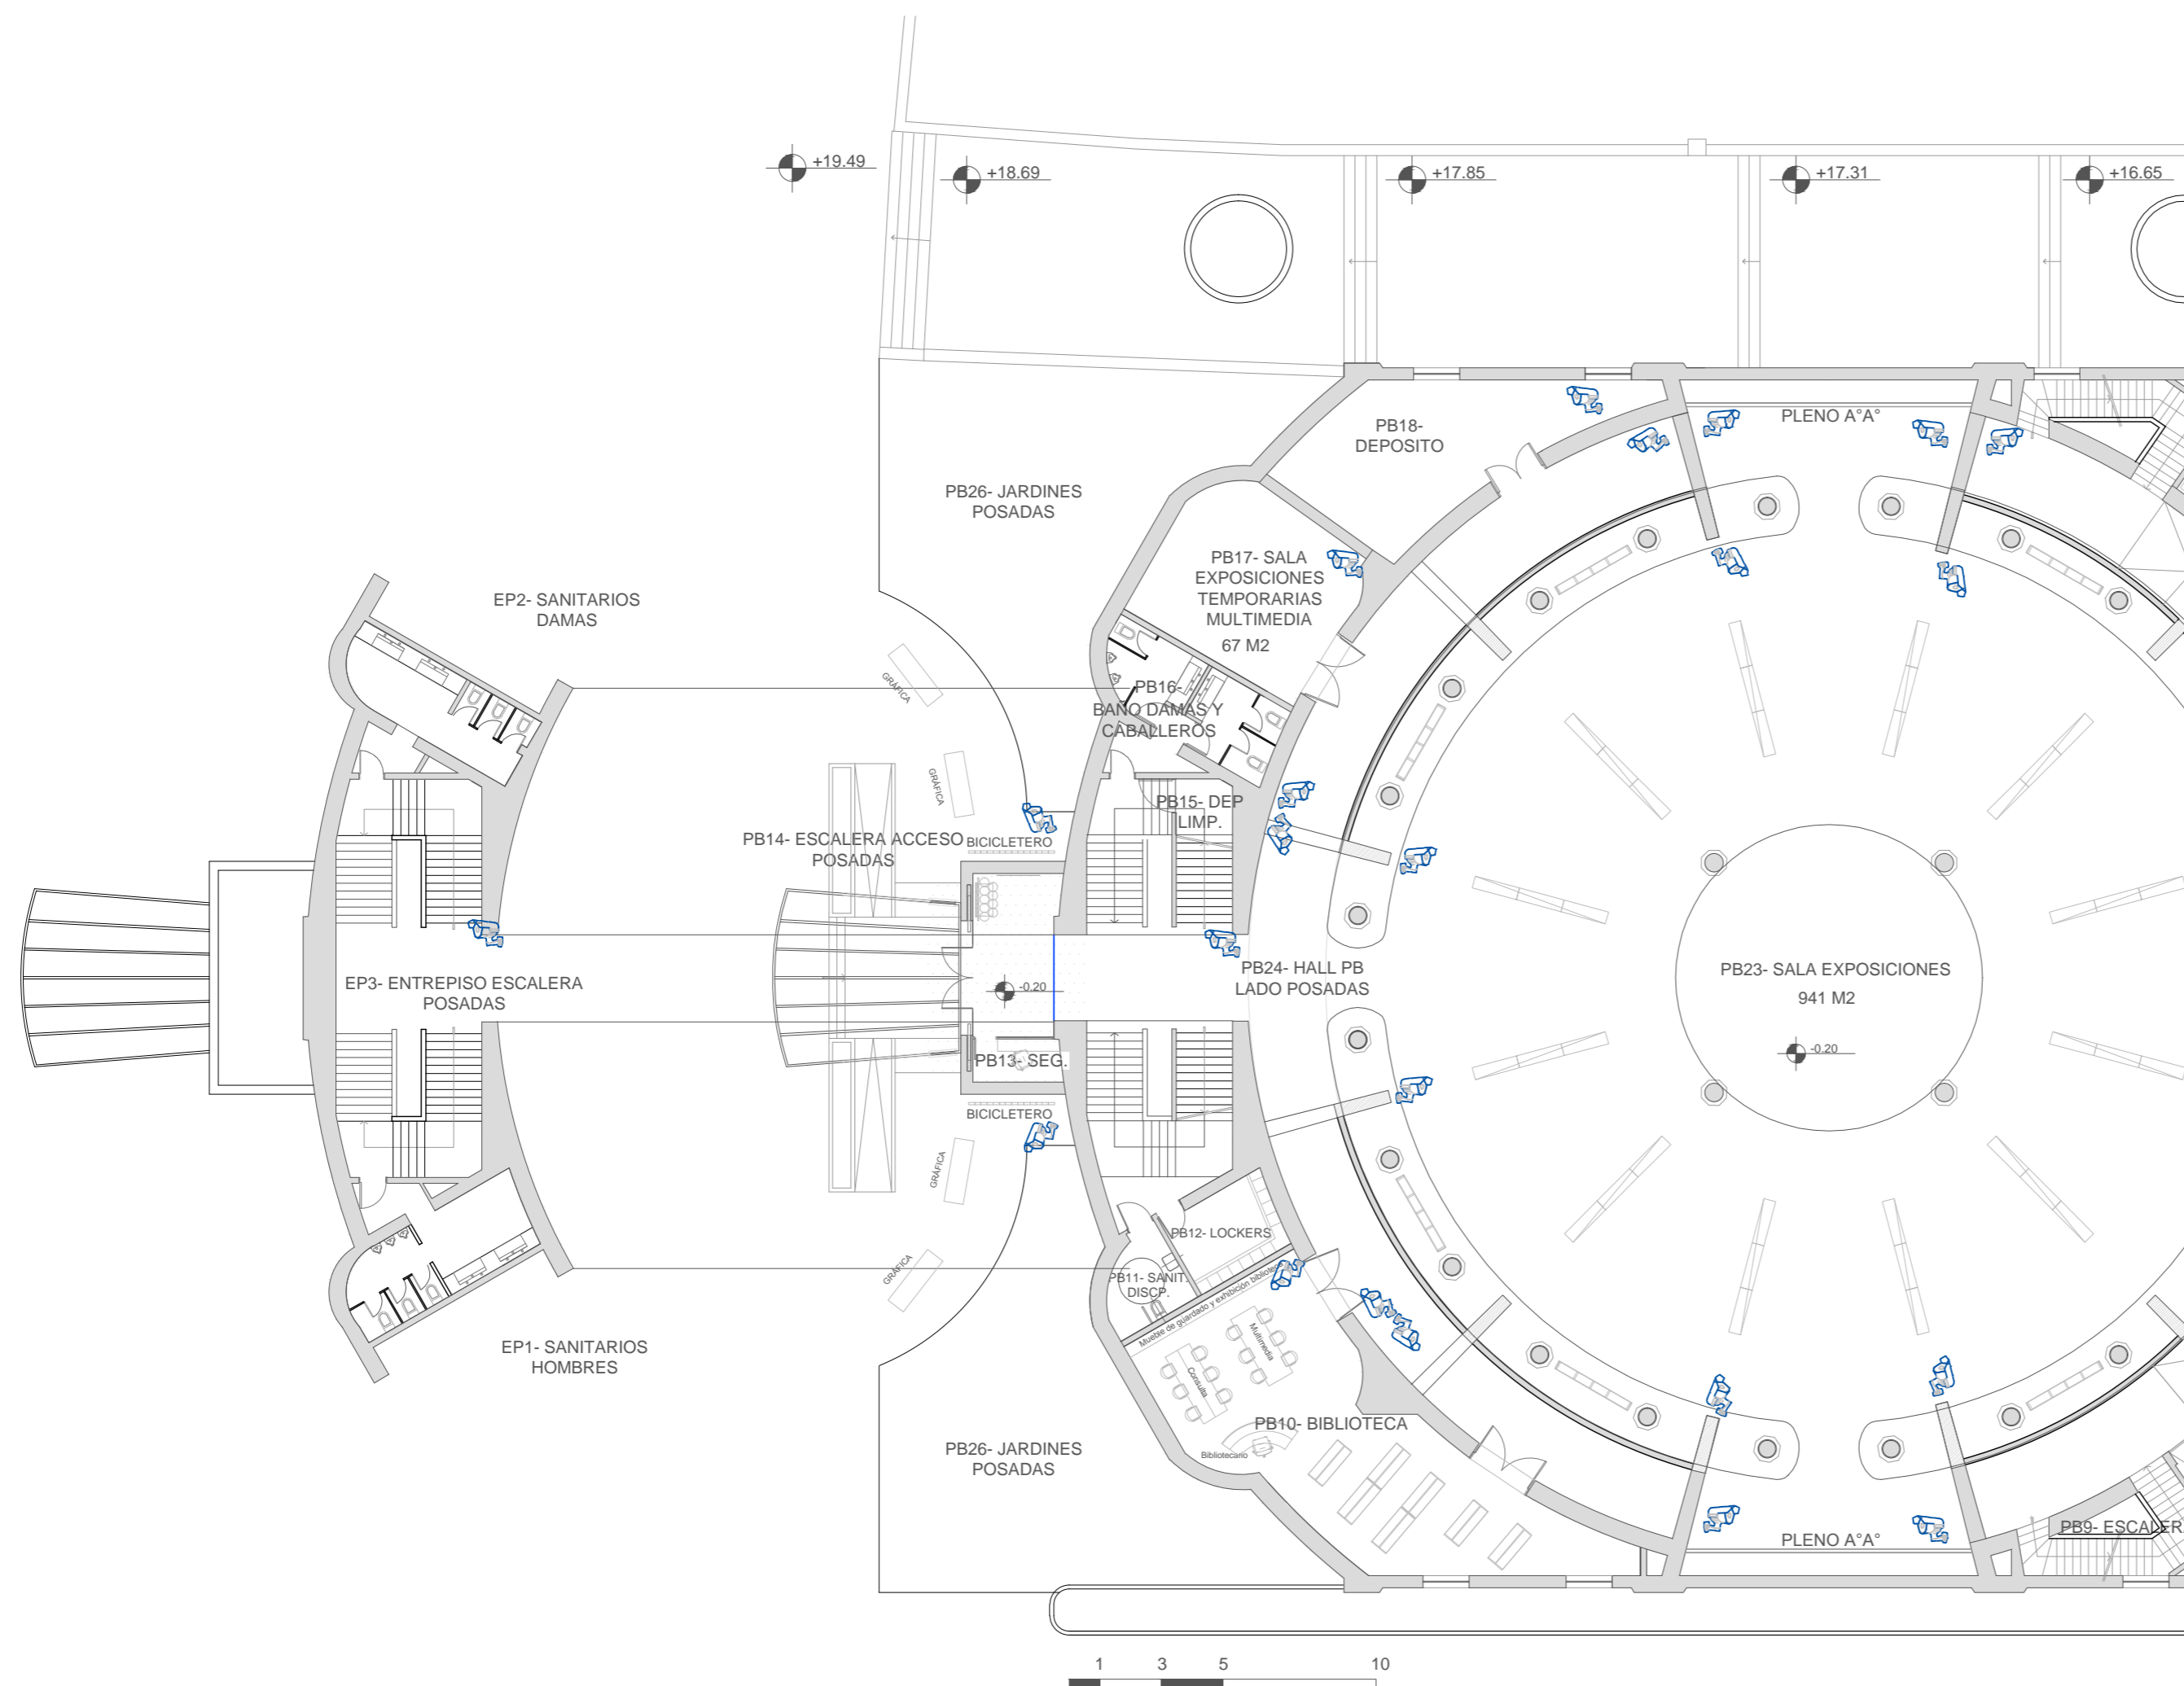 +19.49
+18.69
+17.85
+17.31
+16.65
PLENO A°A°
PB18-
DEPOSITO
PB26- JARDINES
POSADAS
PB17- SALA
EXPOSICIONES
TEMPORARIAS
MULTIMEDIA
67 M2
EP2- SANITARIOS
DAMAS
GRÁFICA
PB16-
BAÑO DAMAS Y
CABALLEROS
GRÁFICA
PB15- DEP
LIMP.
PB14- ESCALERA ACCESO
POSADAS
BICICLETERO
EP3- ENTREPISO ESCALERA
POSADAS
-0.20
PB24- HALL PB
LADO POSADAS
PB23- SALA EXPOSICIONES
941 M2
-0.20
PB13- SEG.
BICICLETERO
GRÁFICA
PB12- LOCKERS
GRÁFICA
PB11- SANIT.
DISCP.
Mueble de guardado y exhibición biblioteca
Multimedia
Consulta
EP1- SANITARIOS
HOMBRES
PB10- BIBLIOTECA
Bibliotecario
PB26- JARDINES
POSADAS
PLENO A°A°
PB9- ESCALER
1 3 5 10